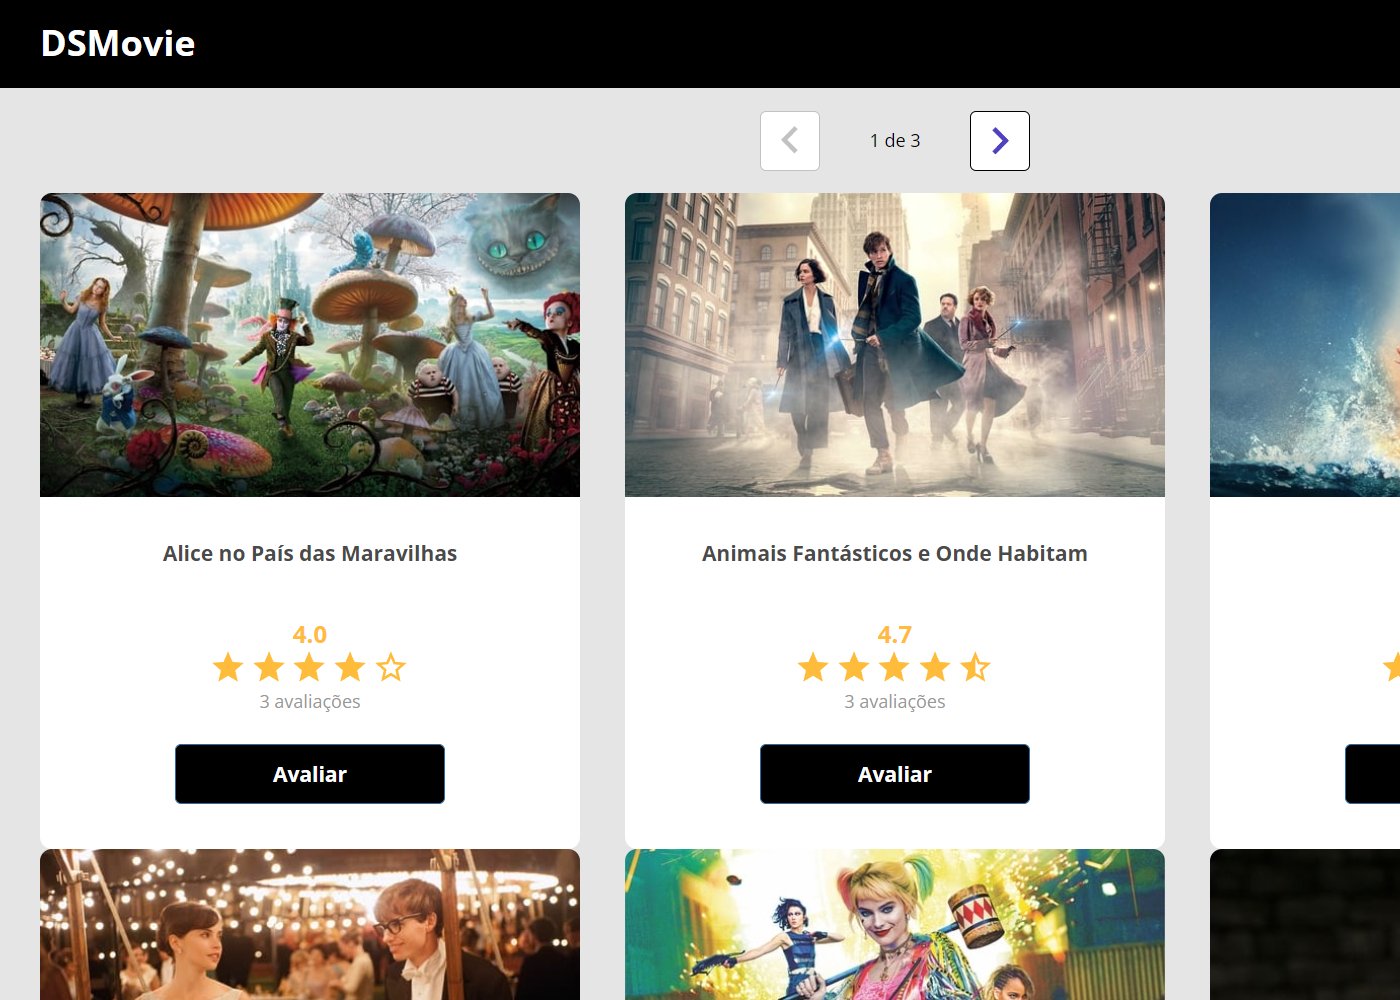 DSMovie
1 de 3
Alice no País das Maravilhas
4.0
3 avaliações
Avaliar
Animais Fantásticos e Onde Habitam
4.7
3 avaliações
Avaliar